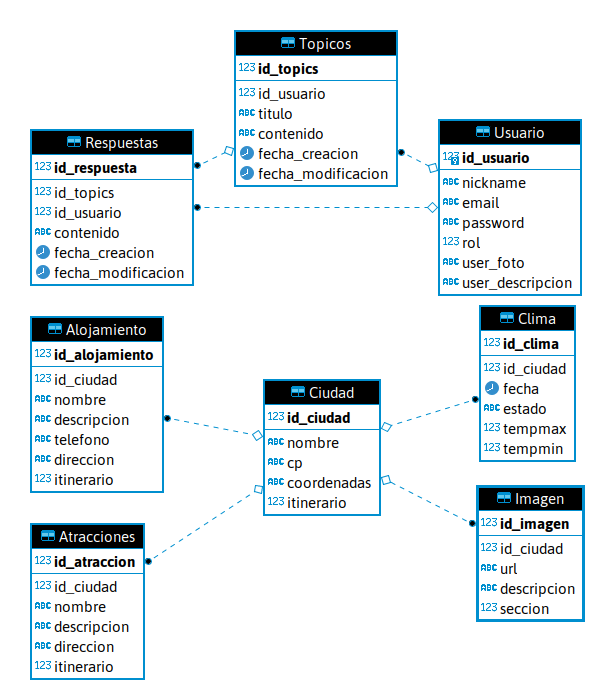 Topicos
123 id_topics
123 id_usuario
ABC titulo
ABC contenido
fecha_creacion
fecha_modificacion
Respuestas
123 id_respuesta
123 id_topics
123 id_usuario
ABC contenido
fecha_creacion
fecha_modificacion
Usuario
123 id_usuario
ABC nickname
ABC email
ABC password
123 rol
ABC user_foto
ABC user_descripcion
Alojamiento
123 id_alojamiento
123 id_ciudad
ABC nombre
ABC descripcion
ABC telefono
ABC direccion
123 itinerario
Ciudad
123 id_ciudad
ABC nombre
ABC cp
ABC coordenadas
123 itinerario
Clima
123 id_clima
123 id_ciudad
fecha
ABC estado
123 tempmax
123 tempmin
Atracciones
123 id_atraccion
123 id_ciudad
ABC nombre
ABC descripcion
ABC direccion
123 itinerario
Imagen
123 id_imagen
123 id_ciudad
ABC url
ABC descripcion
123 seccion